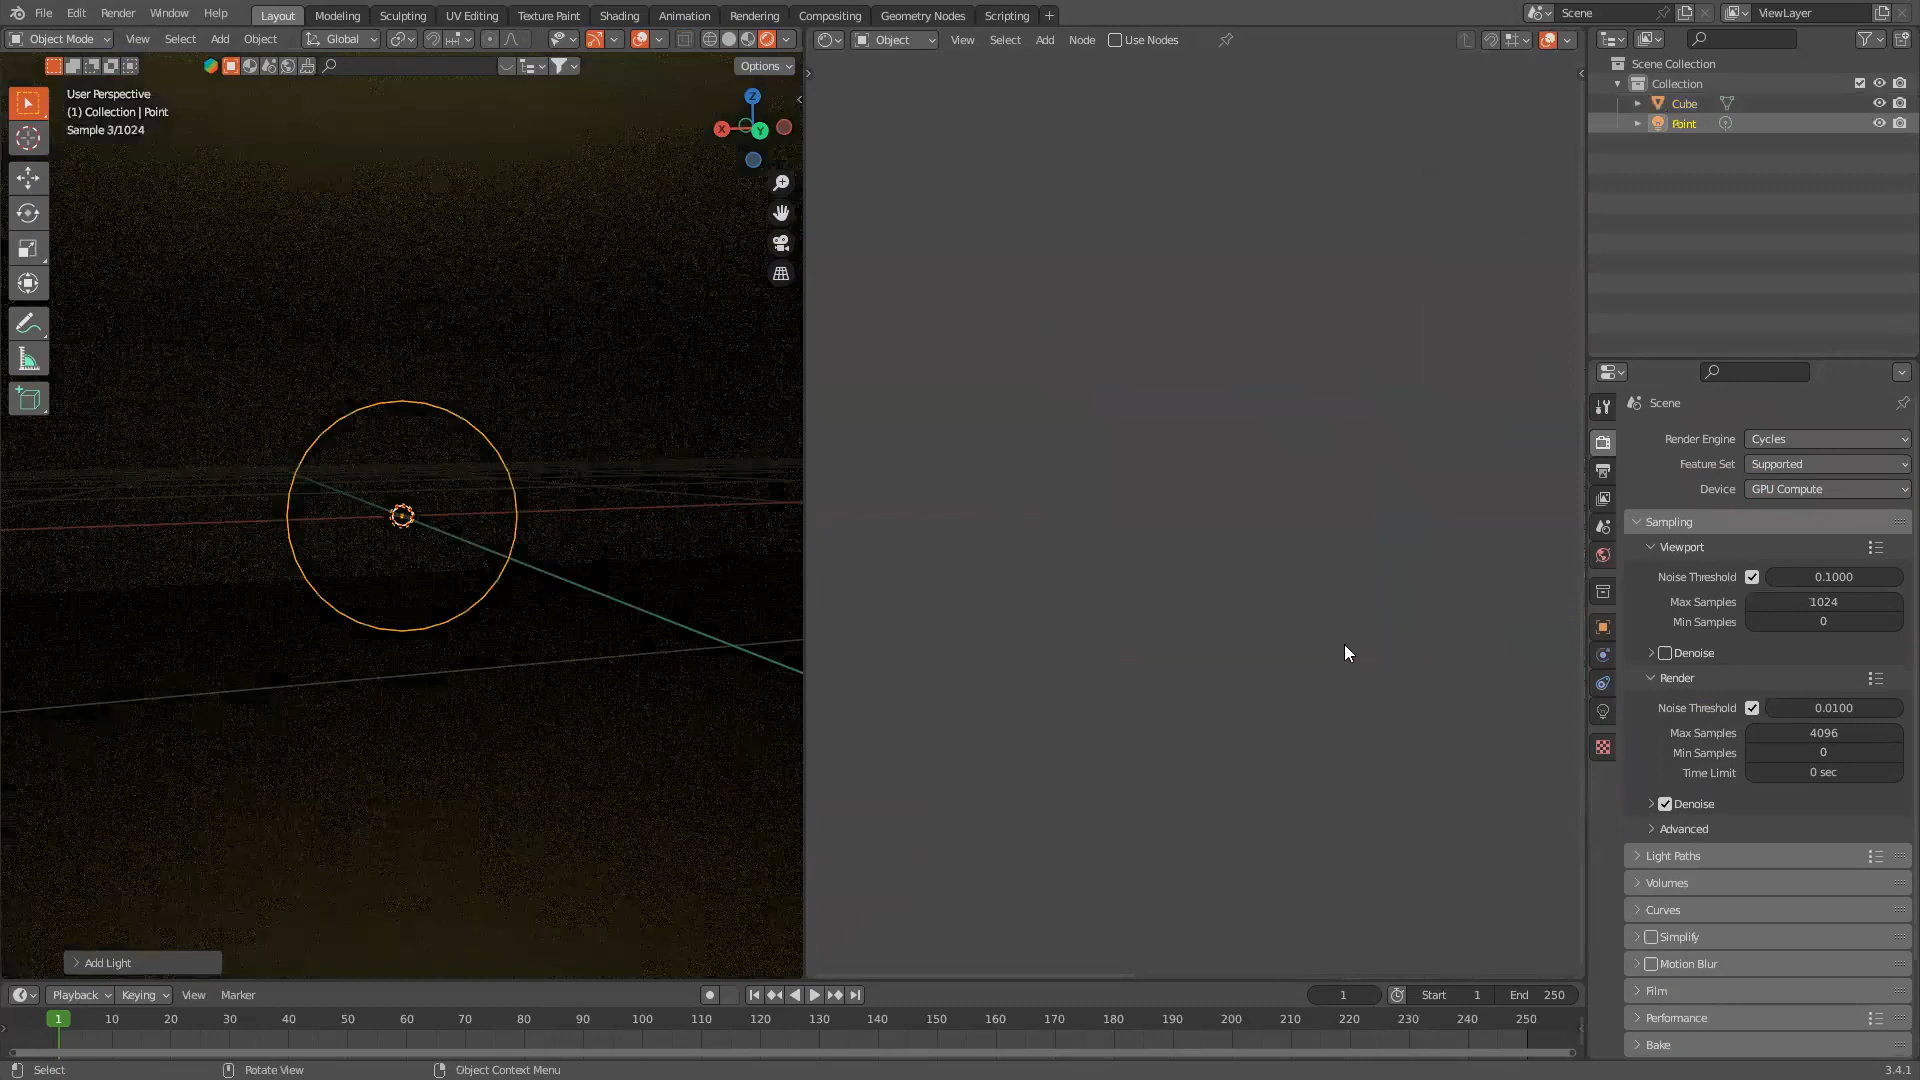 File Edit Render Window Help Layout Modeling Sculpting UV Editing Texture Paint Shading Animation Rendering Compositing Geometry Nodes Scripting + Scene ViewLayer
Object Mode View Select Add Object Global Object View Select Add Node Use Nodes
Options
User Perspective
(1) Collection | Point
Sample 3/1024
Z
X
Y
Scene Collection
Collection
Cube
Point
Scene
Render Engine Cycles
Feature Set Supported
Device GPU Compute
Sampling
Viewport
Noise Threshold 0.1000
Max Samples 1024
Min Samples 0
Denoise
Render
Noise Threshold 0.0100
Max Samples 4096
Min Samples 0
Time Limit 0 sec
Denoise
Advanced
Light Paths
Volumes
Curves
Simplify
Motion Blur
Film
Performance
Bake
Add Light
Playback Keying View Marker 1 Start 1 End 250
1 10 20 30 40 50 60 70 80 90 100 110 120 130 140 150 160 170 180 190 200 210 220 230 240 250
Select Rotate View Object Context Menu 3.4.1